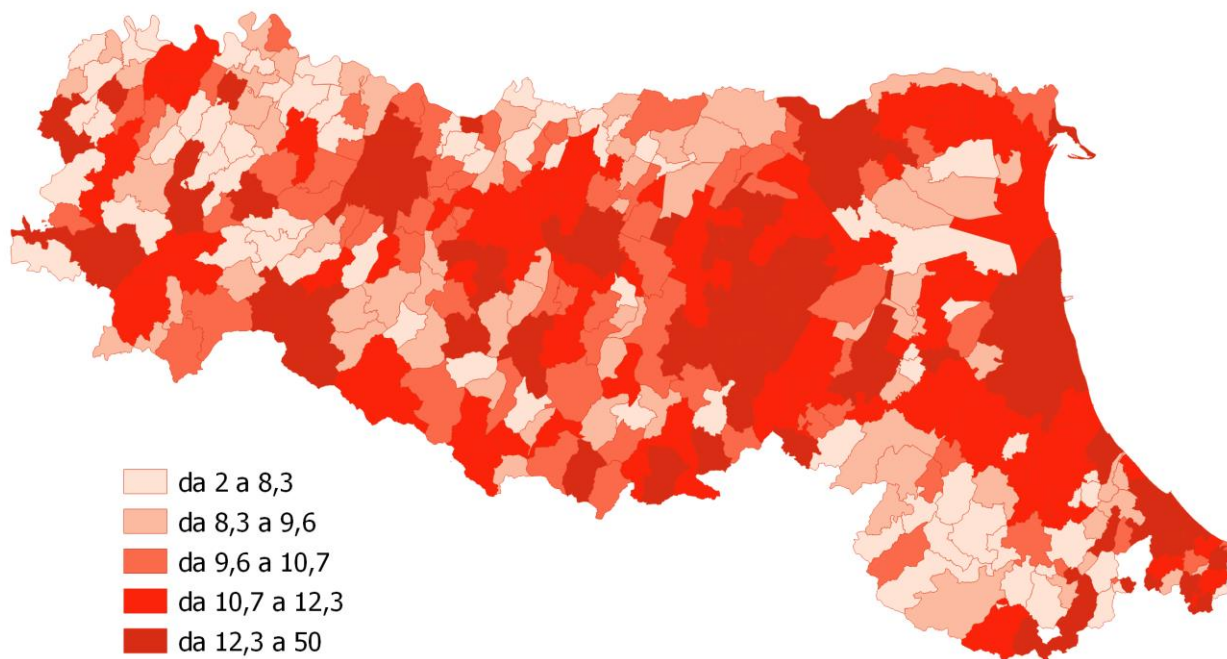 da 2 a 8,3
da 8,3 a 9,6
da 9,6 a 10,7
da 10,7 a 12,3
da 12,3 a 50